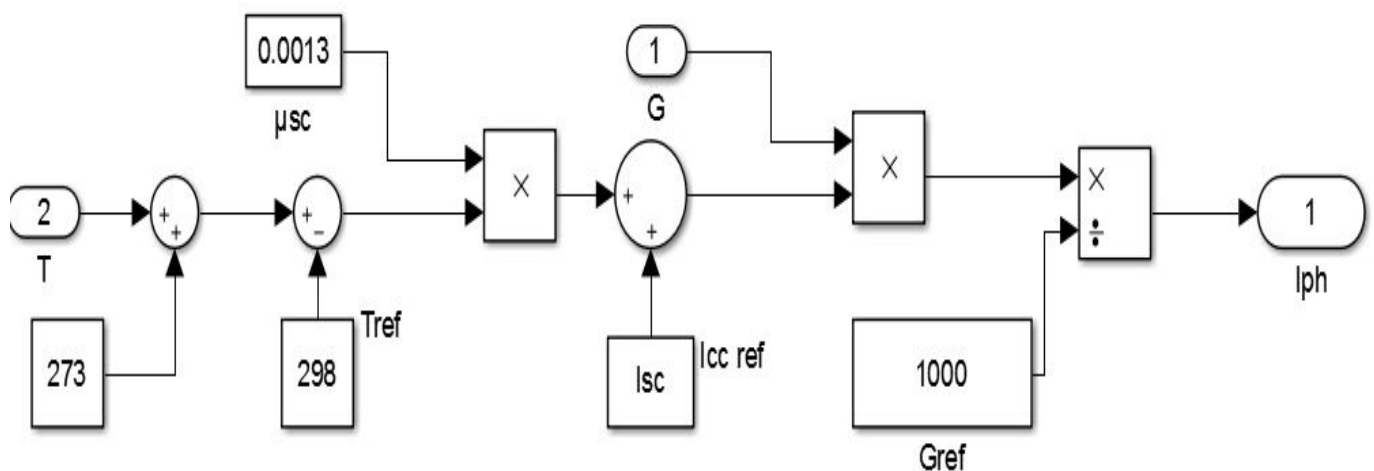 0.0013
μsc
1
G
2
T
+
+
+
−
×
+
+
×
×
÷
1
Iph
273
298
Tref
Isc
Icc ref
1000
Gref